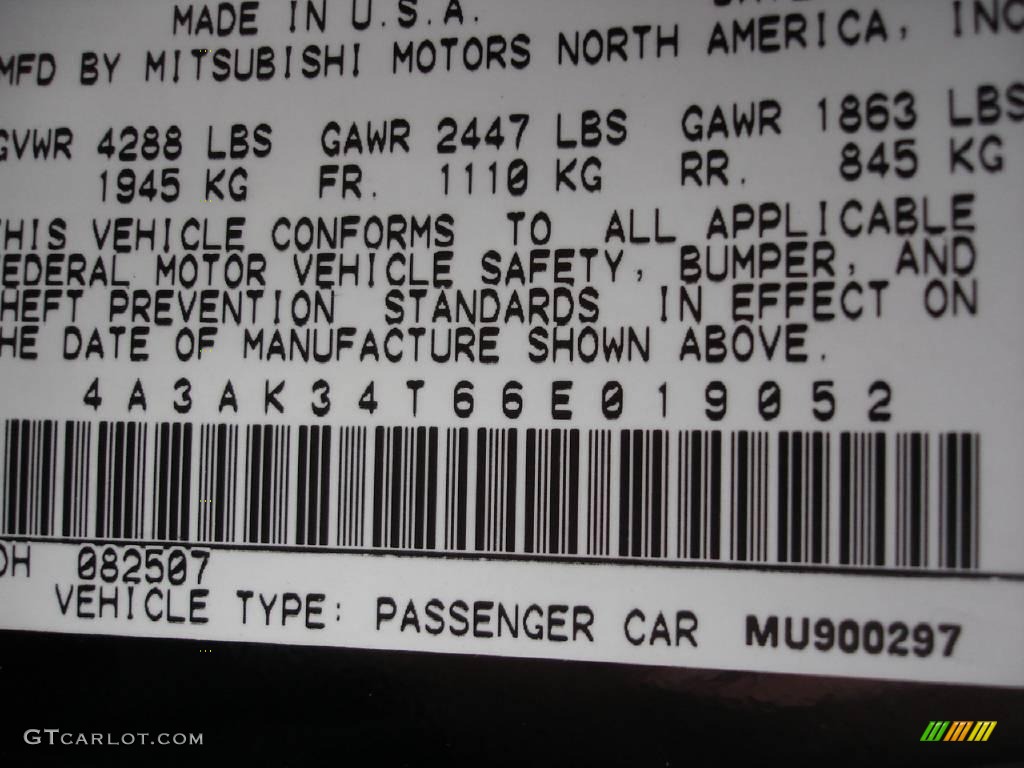 MADE IN U.S.A.
MFD BY MITSUBISHI MOTORS NORTH AMERICA, INC
GVWR 4288 LBS GAWR 2447 LBS GAWR 1863 LBS
1945 KG FR. 1110 KG RR. 845 KG
THIS VEHICLE CONFORMS TO ALL APPLICABLE
FEDERAL MOTOR VEHICLE SAFETY, BUMPER, AND
THEFT PREVENTION STANDARDS IN EFFECT ON
THE DATE OF MANUFACTURE SHOWN ABOVE.
4A3AK34T66E019052
DH 082507
VEHICLE TYPE: PASSENGER CAR MU900297
GTCARLOT.COM